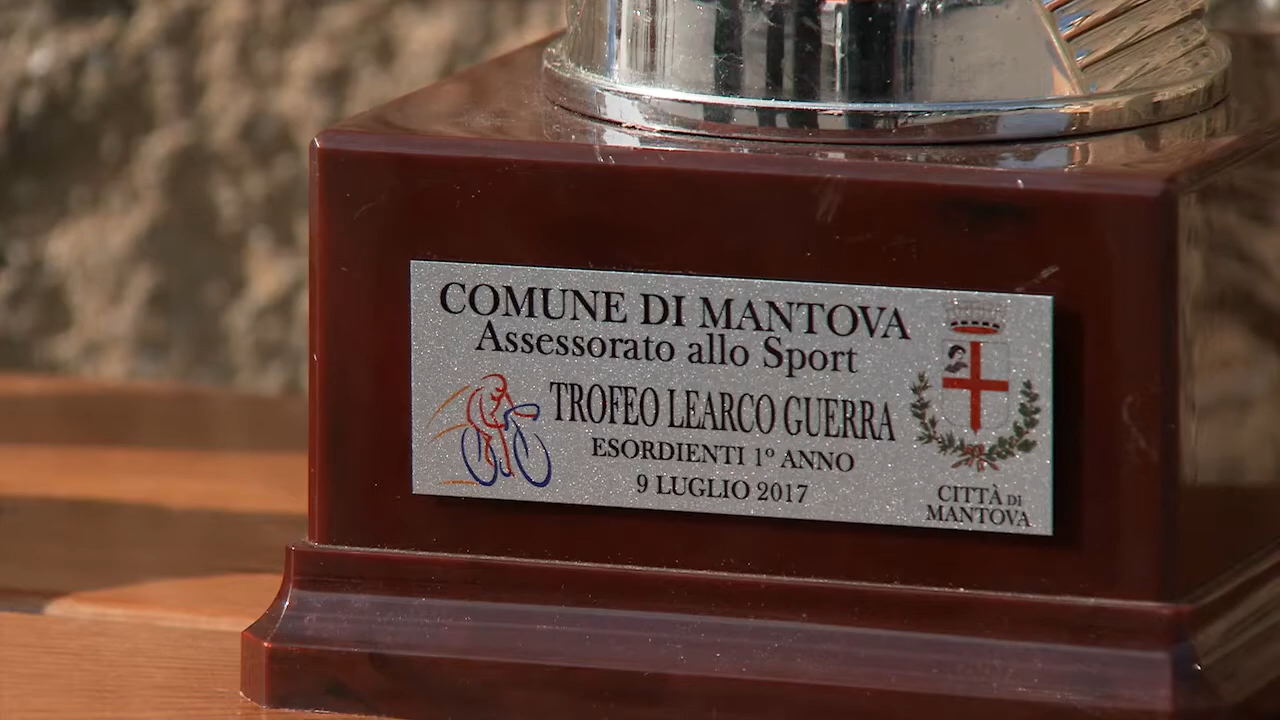 COMUNE DI MANTOVA
Assessorato allo Sport
TROFEO LEARCO GUERRA
ESORDIENTI 1° ANNO
9 LUGLIO 2017
CITTÀ DI
MANTOVA